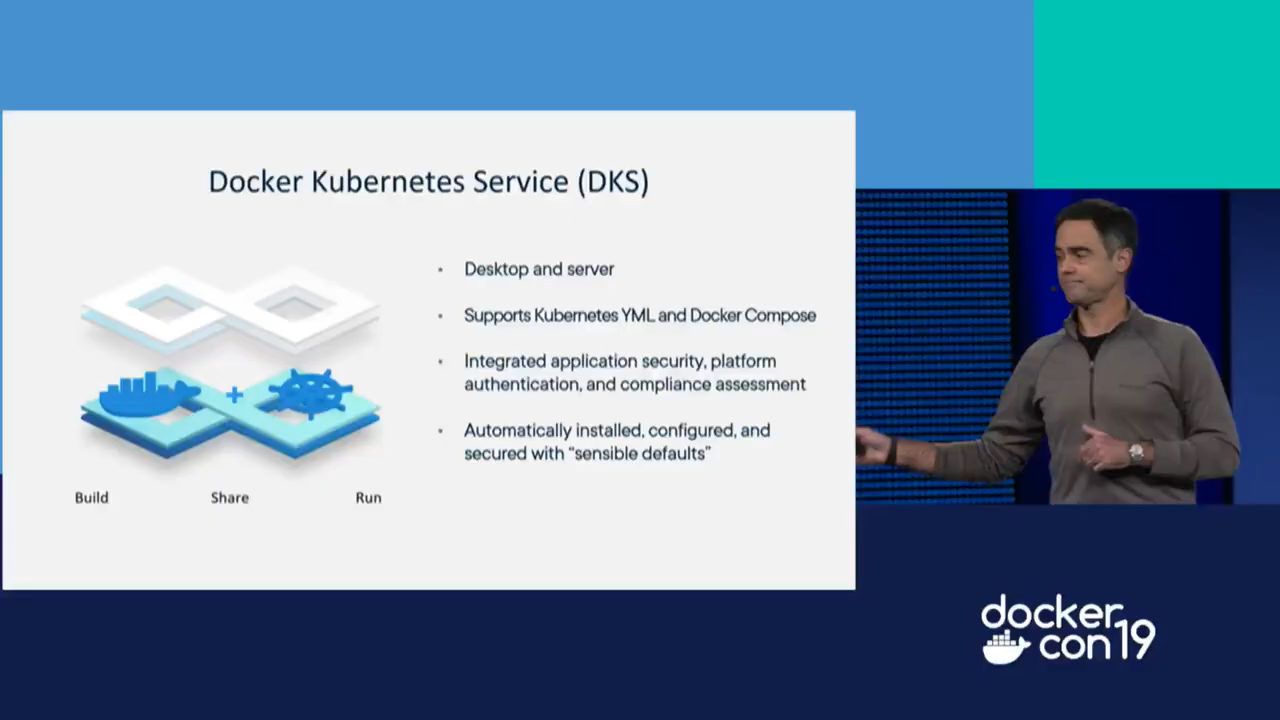 Docker Kubernetes Service (DKS)
• Desktop and server
• Supports Kubernetes YML and Docker Compose
• Integrated application security, platform
authentication, and compliance assessment
• Automatically installed, configured, and
secured with “sensible defaults”
+
Build Share Run
docker
con19